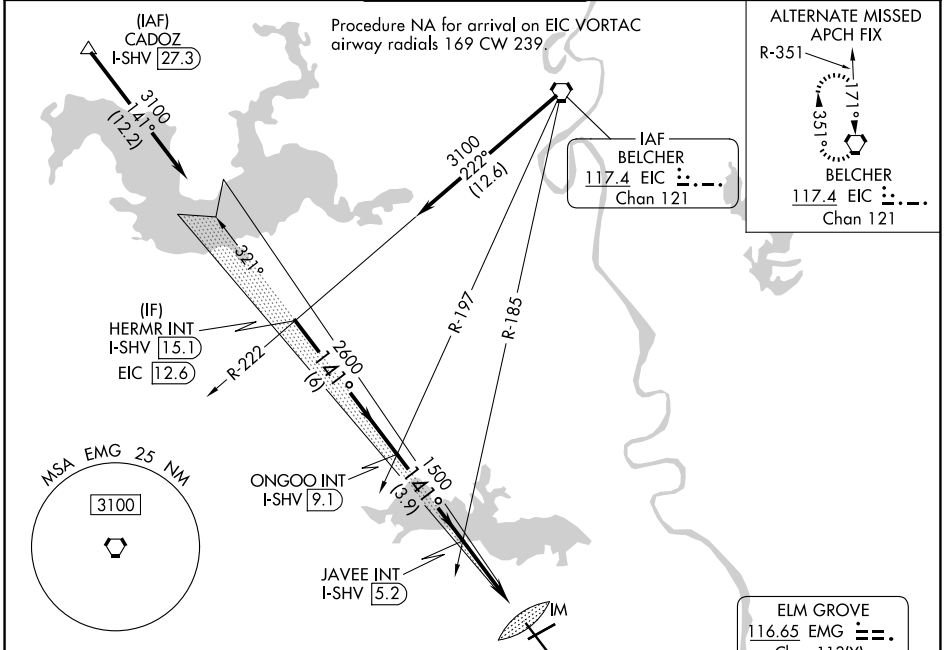 (IAF)
CADOZ
I-SHV 27.3
3100
141°
(12.2)
Procedure NA for arrival on EIC VORTAC
airway radials 169 CW 239.
3100
222°
(12.6)
IAF
BELCHER
117.4 EIC
Chan 121
ALTERNATE MISSED
APCH FIX
R-351
171°
351°
BELCHER
117.4 EIC
Chan 121
321°
(IF)
HERMR INT
I-SHV 15.1
EIC 12.6
R-222
2600
141°
(6)
R-197
R-185
ONGOO INT
I-SHV 9.1
1500
141°
(3.9)
JAVEE INT
I-SHV 5.2
IM
MSA EMG 25 NM
3100
ELM GROVE
116.65 EMG